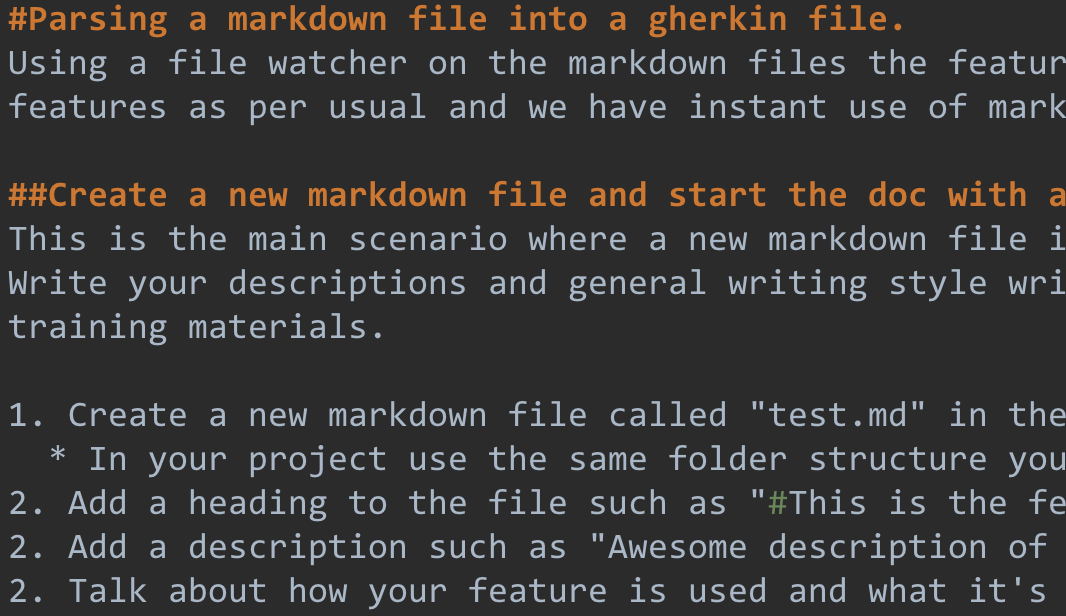 #Parsing a markdown file into a gherkin file.
Using a file watcher on the markdown files the featur
features as per usual and we have instant use of mark
##Create a new markdown file and start the doc with a
This is the main scenario where a new markdown file i
Write your descriptions and general writing style wri
training materials.
1. Create a new markdown file called "test.md" in the
* In your project use the same folder structure you
2. Add a heading to the file such as "#This is the fe
2. Add a description such as "Awesome description of
2. Talk about how your feature is used and what it's